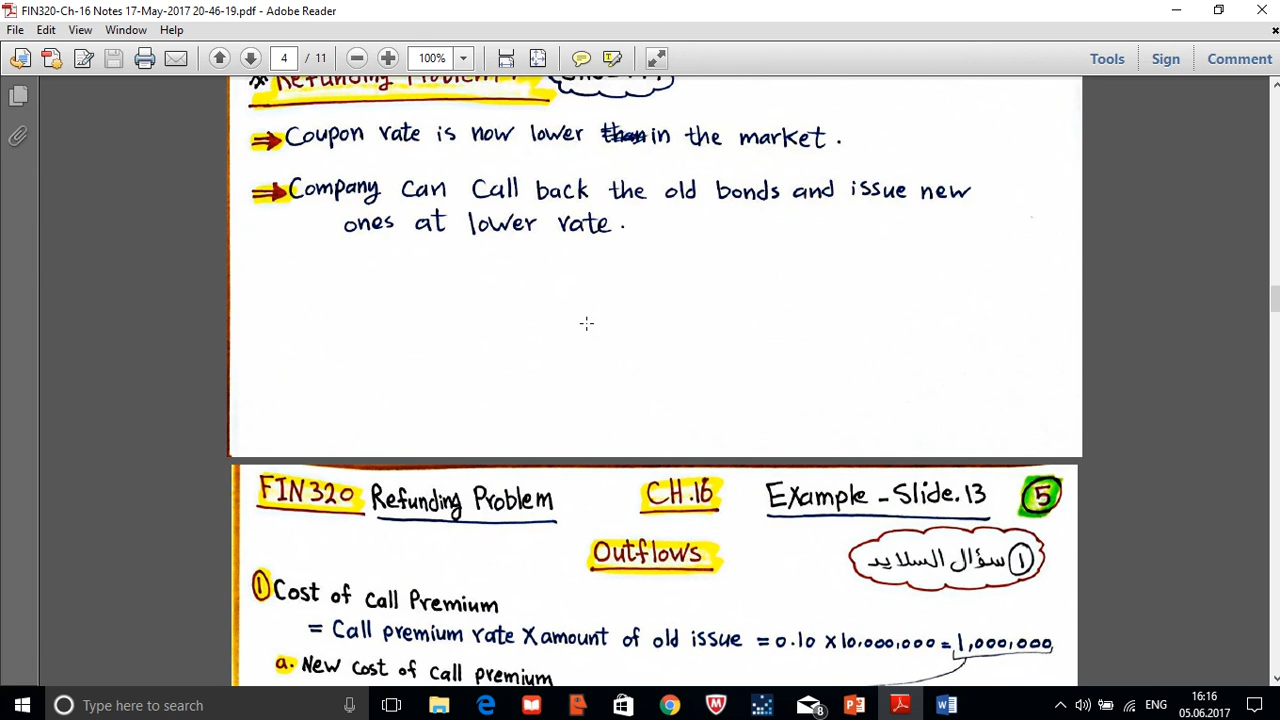 FIN320-Ch-16 Notes 17-May-2017 20-46-19.pdf - Adobe Reader
File Edit View Window Help
4 / 11 100% Tools Sign Comment
* Refunding Problem :
⇒ Coupon rate is now lower than in the market .
⇒ Company can Call back the old bonds and issue new
ones at lower rate .
FIN320 Refunding Problem CH.16 Example - Slide.13 5
Outflows
1 سؤال السلايد
1 Cost of call Premium
= Call premium rate X amount of old issue = 0.10 X 10,000,000 = 1,000,000
a. New cost of call premium
Type here to search
8
ENG
16:16
05.06.2017